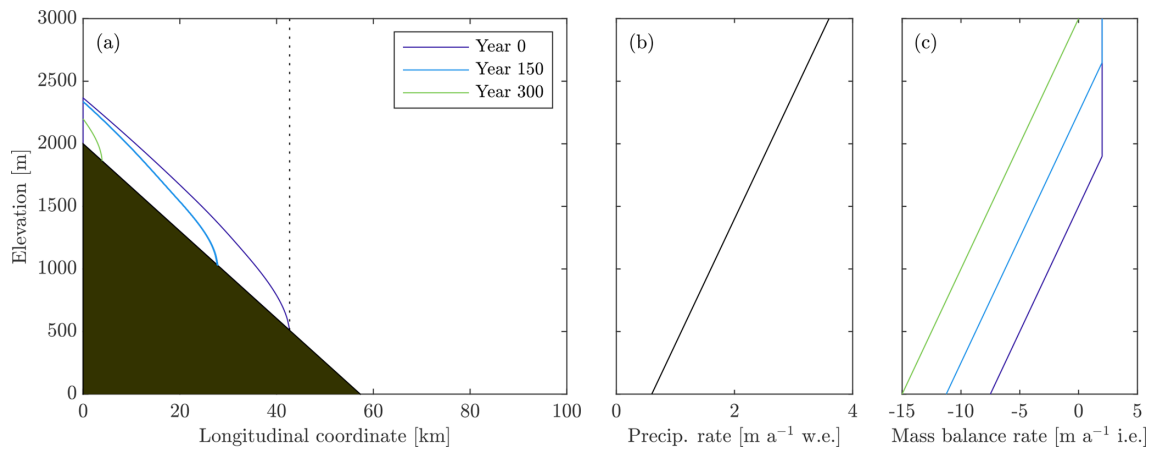 (a)
Year 0
Year 150
Year 300
3000
2500
2000
1500
1000
500
0
Elevation [m]
0 20 40 60 80 100
Longitudinal coordinate [km]
(b)
0 2 4
Precip. rate [m a⁻¹ w.e.]
(c)
-15 -10 -5 0 5
Mass balance rate [m a⁻¹ i.e.]